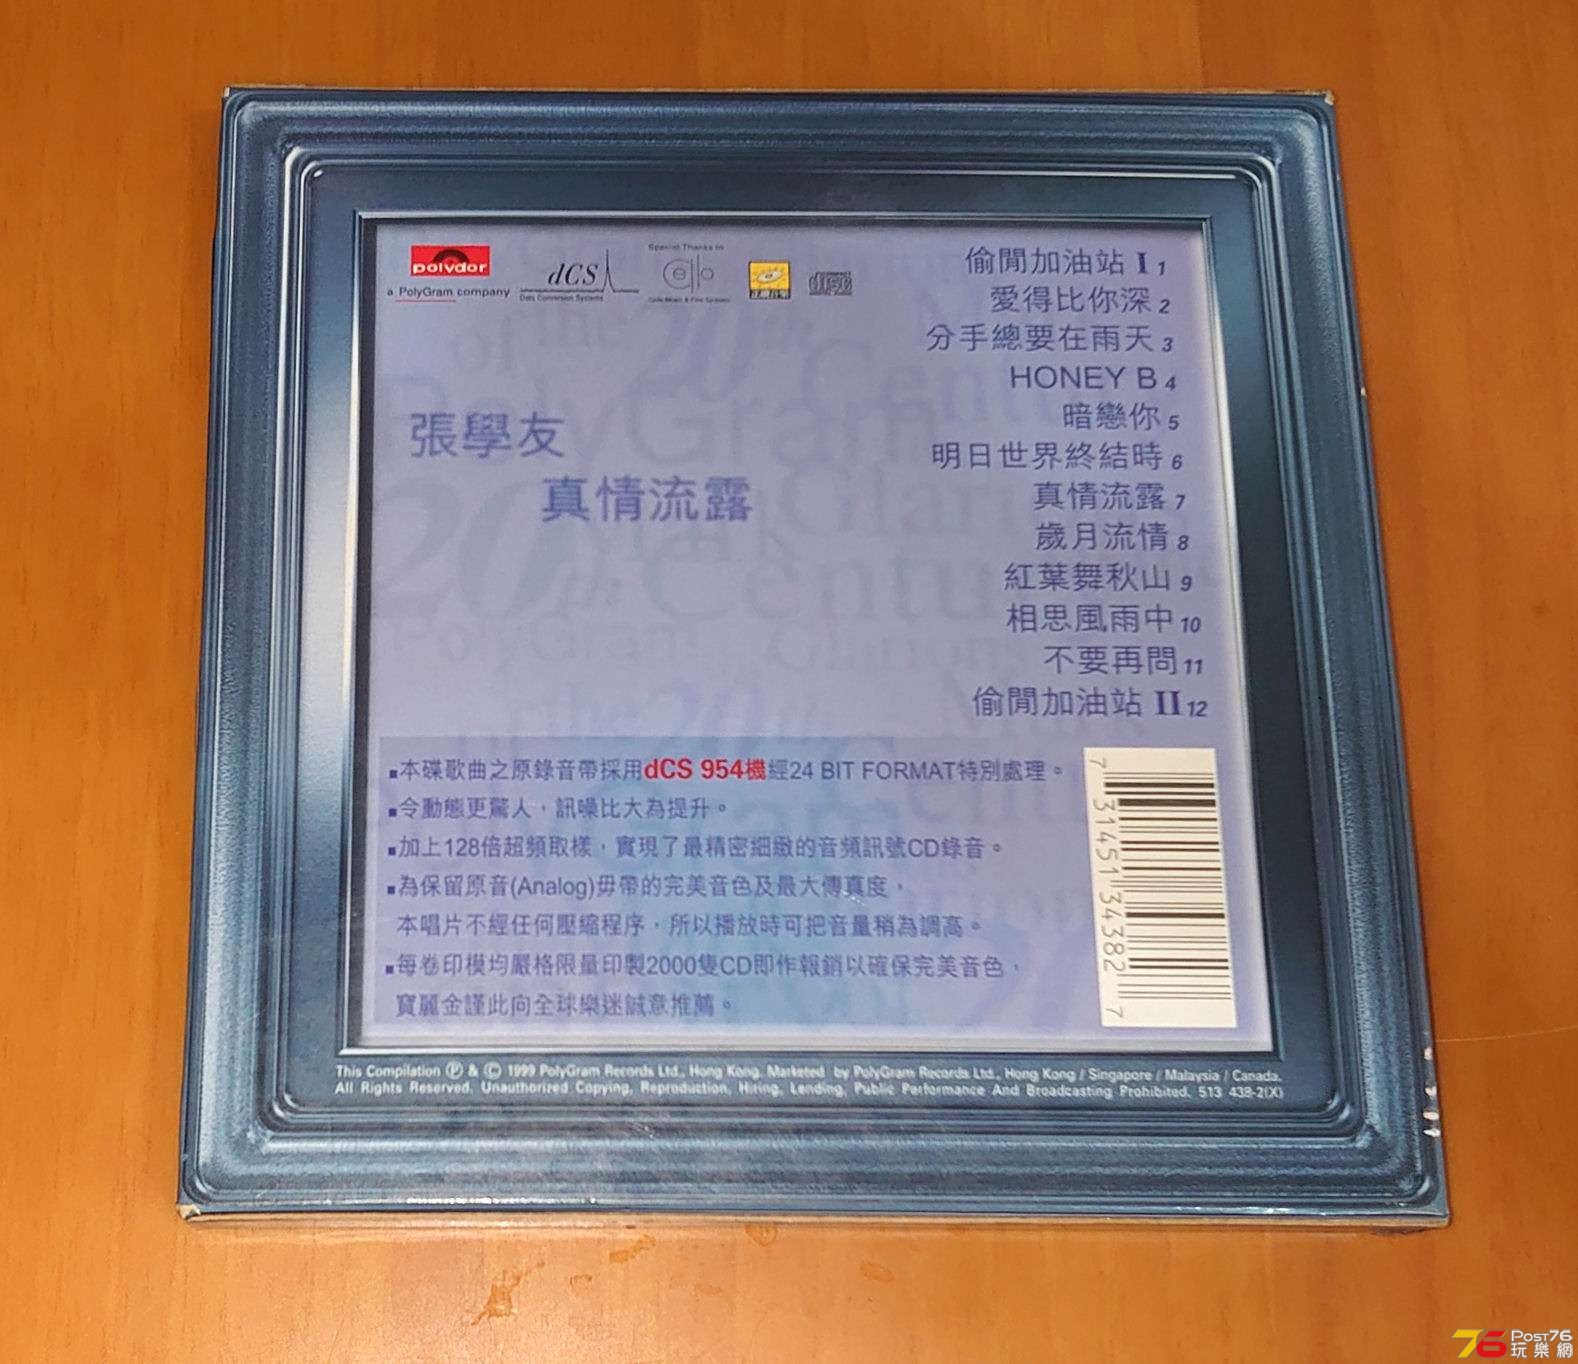 polydor
a PolyGram company
dCS
Data Conversion Systems
Special Thanks to
disc
偷閒加油站 I 1
愛得比你深 2
分手總要在雨天 3
HONEY B 4
暗戀你 5
明日世界終結時 6
真情流露 7
歲月流情 8
紅葉舞秋山 9
相思風雨中 10
不要再問 11
偷閒加油站 II 12
張學友
真情流露
▪本碟歌曲之原錄音帶採用dCS 954機經24 BIT FORMAT特別處理。
▪令動態更驚人，訊噪比大為提升。
▪加上128倍超頻取樣，實現了最精密細緻的音頻訊號CD錄音。
▪為保留原音(Analog)毋帶的完美音色及最大傳真度，
本唱片不經任何壓縮程序，所以播放時可把音量稍為調高。
▪每卷印模均嚴格限量印製2000隻CD即作報銷以確保完美音色，
寶麗金謹此向全球樂迷誠意推薦。
7 31451 34382 7
This Compilation Ⓟ & © 1999 PolyGram Records Ltd., Hong Kong. Marketed by PolyGram Records Ltd., Hong Kong / Singapore / Malaysia / Canada.
All Rights Reserved. Unauthorized Copying, Reproduction, Hiring, Lending, Public Performance And Broadcasting Prohibited. 513 438-2(X)
76 POST76
玩樂網